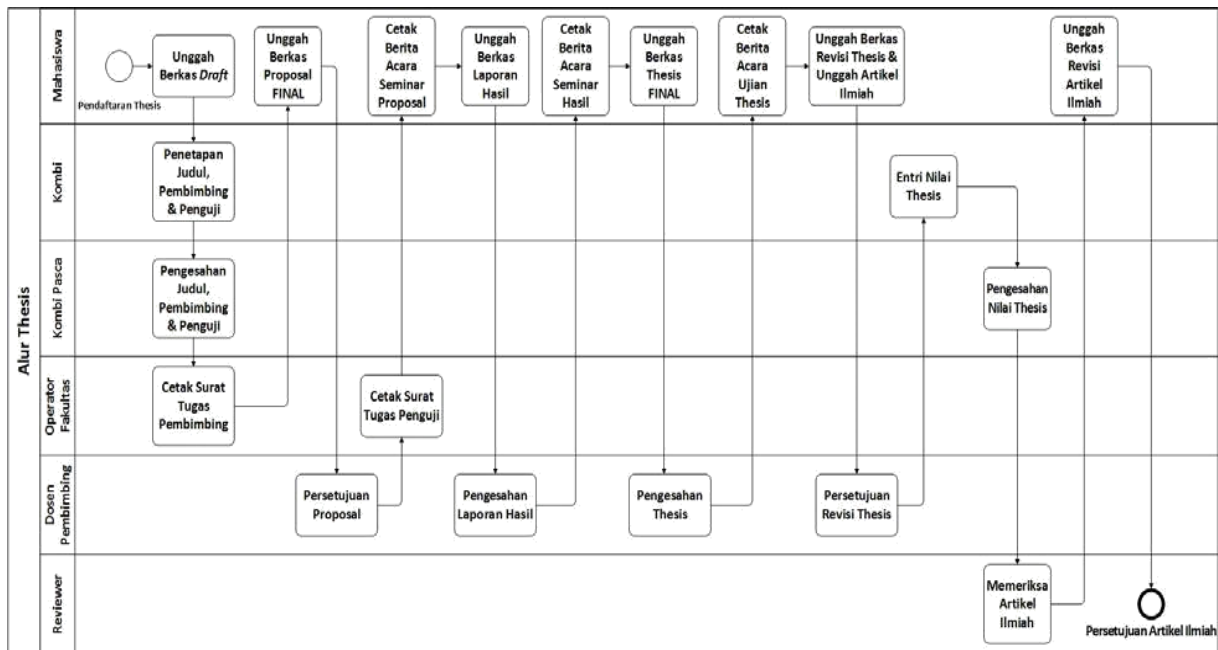 Alur Thesis
Mahasiswa
Pendaftaran Thesis
Unggah
Berkas Draft
Unggah
Berkas
Proposal
FINAL
Cetak
Berita
Acara
Seminar
Proposal
Unggah
Berkas
Laporan
Hasil
Cetak
Berita
Acara
Seminar
Hasil
Unggah
Berkas
Thesis
FINAL
Cetak
Berita
Acara
Ujian
Thesis
Unggah Berkas
Revisi Thesis &
Unggah Artikel
Ilmiah
Unggah
Berkas
Revisi
Artikel
Ilmiah
Kombi
Penetapan
Judul,
Pembimbing
& Penguji
Entri Nilai
Thesis
Kombi Pasca
Pengesahan
Judul,
Pembimbing
& Penguji
Pengesahan
Nilai Thesis
Operator
Fakultas
Cetak Surat
Tugas
Pembimbing
Cetak Surat
Tugas Penguji
Dosen
Pembimbing
Persetujuan
Proposal
Pengesahan
Laporan Hasil
Pengesahan
Thesis
Persetujuan
Revisi Thesis
Reviewer
Memeriksa
Artikel
Ilmiah
Persetujuan Artikel Ilmiah